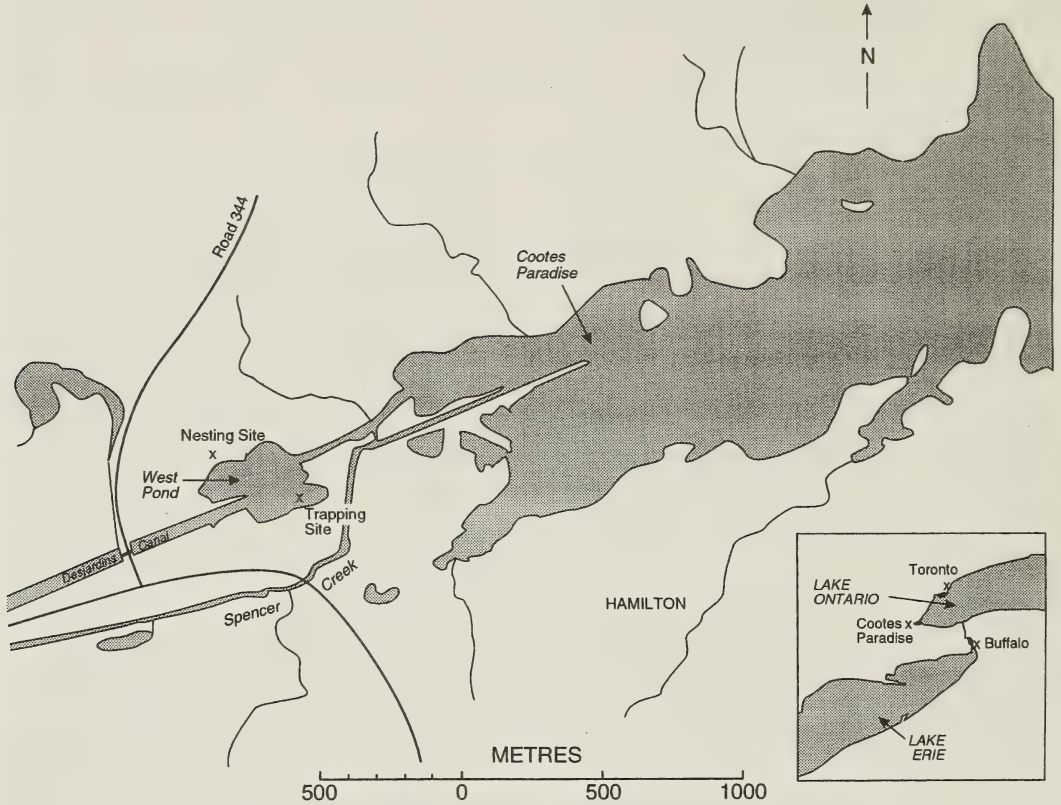 N
Road 344
Cootes
Paradise
Nesting Site
x
West
Pond
x
Trapping
Site
Desjardins Canal
Spencer Creek
HAMILTON
Toronto
x
LAKE
ONTARIO
Cootes x
Paradise
x Buffalo
LAKE
ERIE
METRES
500 0 500 1000